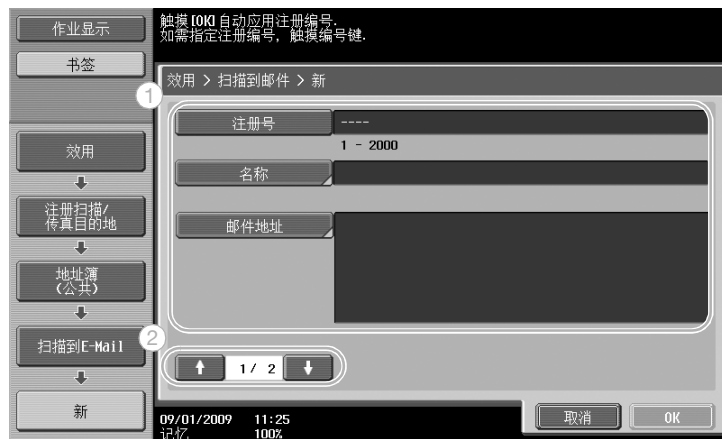 作业显示
书签
触摸[OK]自动应用注册编号.
如需指定注册编号，触摸编号键.
效用 > 扫描到邮件 > 新
1
注册号
----
1 - 2000
名称
邮件地址
效用
注册扫描/
传真目的地
地址簿
(公共)
扫描到E-Mail
新
2
1/ 2
09/01/2009 11:25
记忆 100%
取消
OK